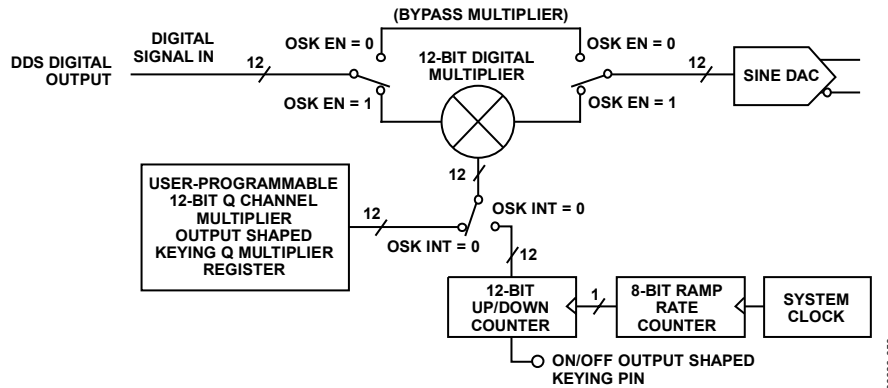 (BYPASS MULTIPLIER)
DIGITAL
SIGNAL IN
OSK EN = 0
OSK EN = 0
DDS DIGITAL
OUTPUT
12
12-BIT DIGITAL
MULTIPLIER
12
SINE DAC
OSK EN = 1
OSK EN = 1
12
USER-PROGRAMMABLE
12-BIT Q CHANNEL
MULTIPLIER
OUTPUT SHAPED
KEYING Q MULTIPLIER
REGISTER
12
OSK INT = 0
OSK INT = 0
12
12-BIT
UP/DOWN
COUNTER
1
8-BIT RAMP
RATE
COUNTER
SYSTEM
CLOCK
ON/OFF OUTPUT SHAPED
KEYING PIN